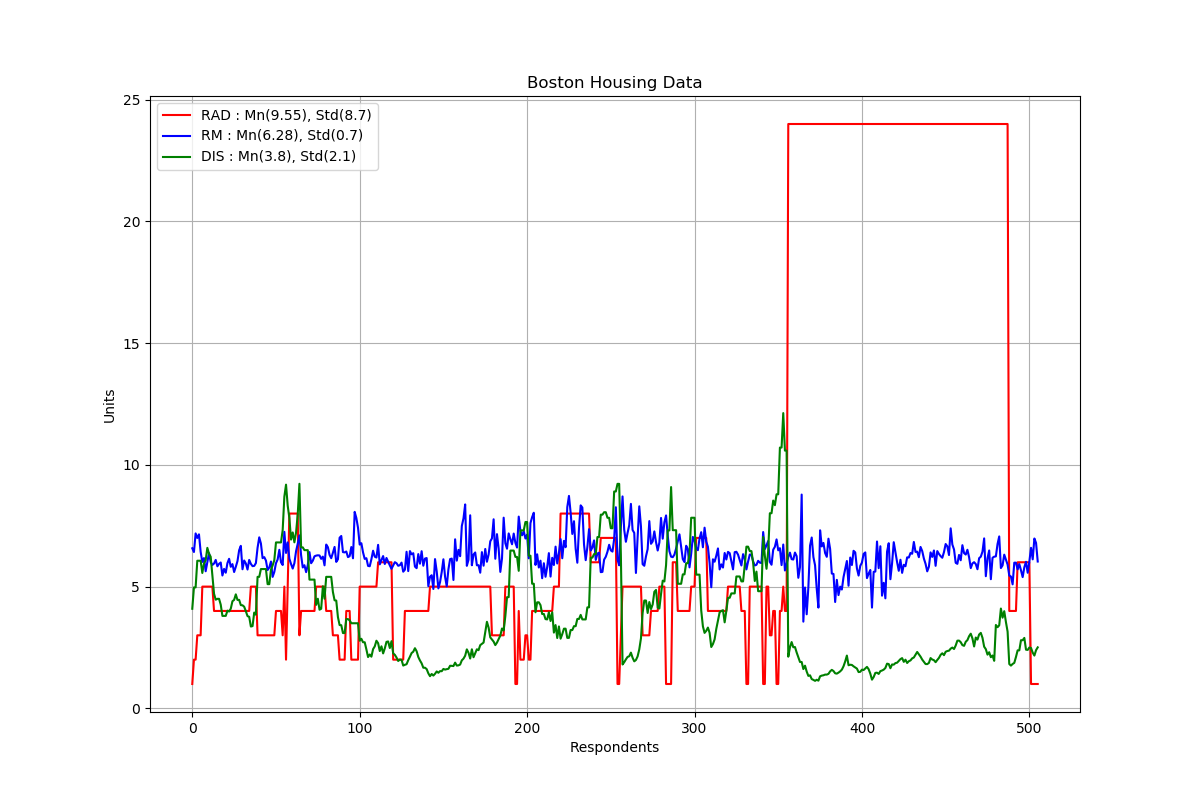 Boston Housing Data
25
RAD : Mn(9.55), Std(8.7)
RM : Mn(6.28), Std(0.7)
DIS : Mn(3.8), Std(2.1)
20
15
Units
10
5
0
0 100 200 300 400 500
Respondents